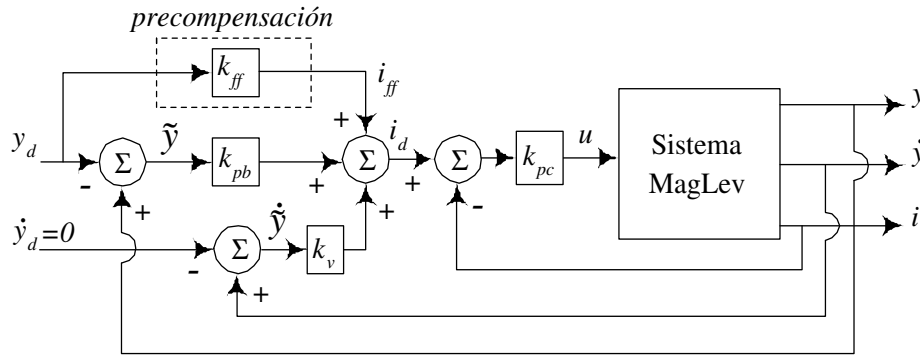 precompensación
k_ff
i_ff
+
y_d
ỹ
i_d
u
y
Σ
k_pb
Σ
Σ
k_pc
Sistema
MagLev
ẏ
-
+
+
+
+
-
ẏ_d=0
Σ
ỹ̇
k_v
i
-
+